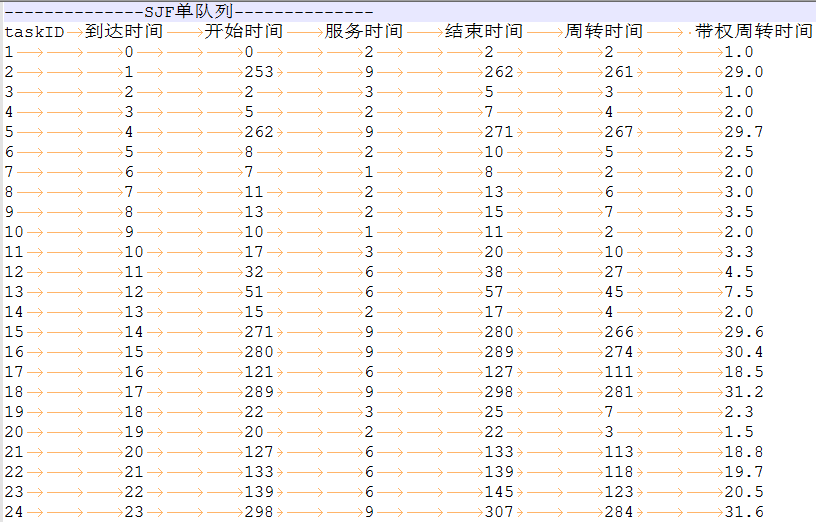 --------------SJF单队列--------------
taskID 到达时间 开始时间 服务时间 结束时间 周转时间 带权周转时间
1 0 0 2 2 2 1.0
2 1 253 9 262 261 29.0
3 2 2 3 5 3 1.0
4 3 5 2 7 4 2.0
5 4 262 9 271 267 29.7
6 5 8 2 10 5 2.5
7 6 7 1 8 2 2.0
8 7 11 2 13 6 3.0
9 8 13 2 15 7 3.5
10 9 10 1 11 2 2.0
11 10 17 3 20 10 3.3
12 11 32 6 38 27 4.5
13 12 51 6 57 45 7.5
14 13 15 2 17 4 2.0
15 14 271 9 280 266 29.6
16 15 280 9 289 274 30.4
17 16 121 6 127 111 18.5
18 17 289 9 298 281 31.2
19 18 22 3 25 7 2.3
20 19 20 2 22 3 1.5
21 20 127 6 133 113 18.8
22 21 133 6 139 118 19.7
23 22 139 6 145 123 20.5
24 23 298 9 307 284 31.6